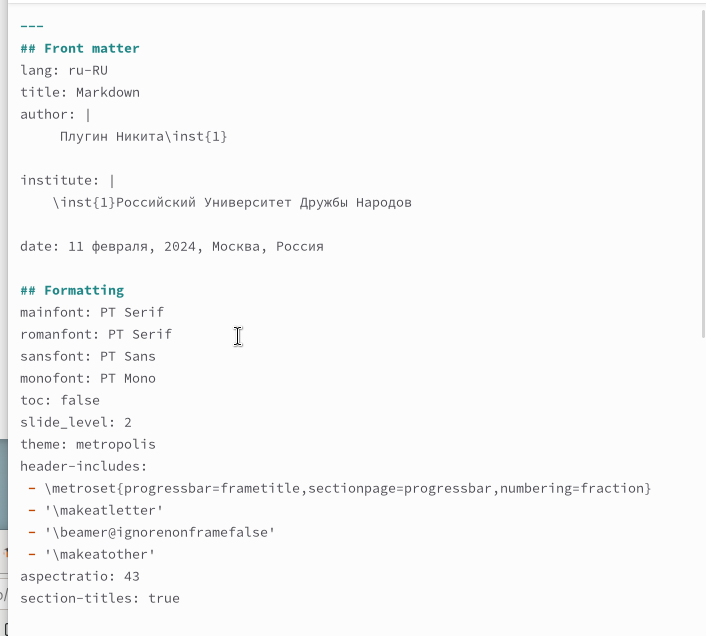 ---
## Front matter
lang: ru-RU
title: Markdown
author: |
     Плугин Никита\inst{1}
institute: |
    \inst{1}Российский Университет Дружбы Народов
date: 11 февраля, 2024, Москва, Россия
## Formatting
mainfont: PT Serif
romanfont: PT Serif
sansfont: PT Sans
monofont: PT Mono
toc: false
slide_level: 2
theme: metropolis
header-includes:
 - \metroset{progressbar=frametitle,sectionpage=progressbar,numbering=fraction}
 - '\makeatletter'
 - '\beamer@ignorenonframefalse'
 - '\makeatother'
aspectratio: 43
section-titles: true